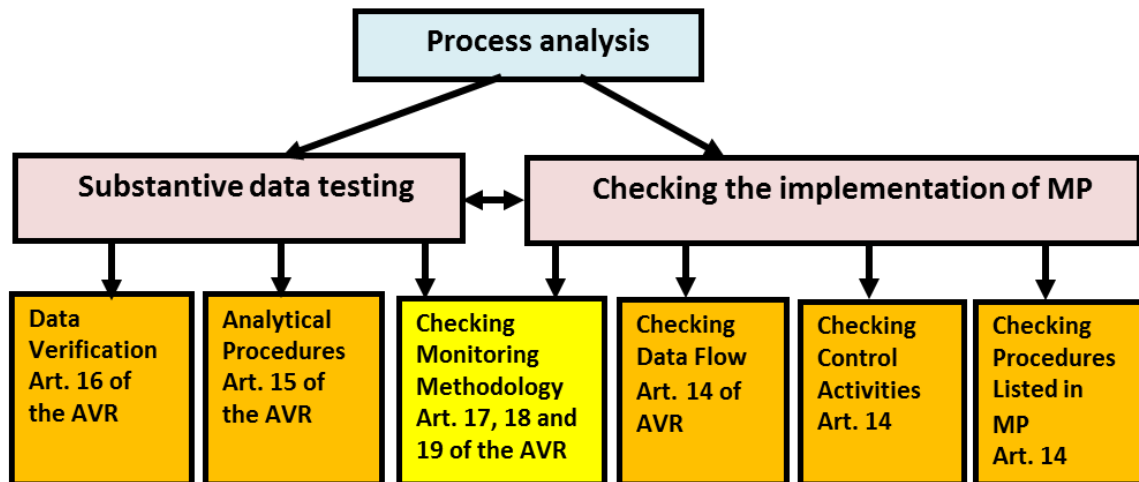 Process analysis
Substantive data testing
Checking the implementation of MP
Data
Verification
Art. 16 of
the AVR
Analytical
Procedures
Art. 15 of
the AVR
Checking
Monitoring
Methodology
Art. 17, 18 and
19 of the AVR
Checking
Data Flow
Art. 14 of
AVR
Checking
Control
Activities
Art. 14
Checking
Procedures
Listed in
MP
Art. 14